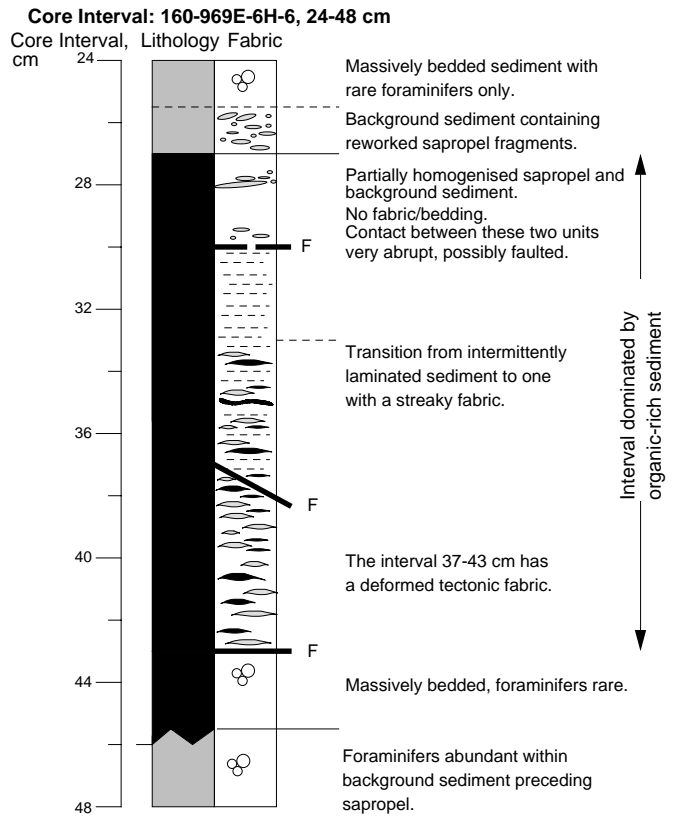 Core Interval: 160-969E-6H-6, 24-48 cm
Core Interval, Lithology Fabric
cm
24
28
32
36
40
44
48
F
F
F
Massively bedded sediment with
rare foraminifers only.
Background sediment containing
reworked sapropel fragments.
Partially homogenised sapropel and
background sediment.
No fabric/bedding.
Contact between these two units
very abrupt, possibly faulted.
Transition from intermittently
laminated sediment to one
with a streaky fabric.
The interval 37-43 cm has
a deformed tectonic fabric.
Massively bedded, foraminifers rare.
Foraminifers abundant within
background sediment preceding
sapropel.
Interval dominated by
organic-rich sediment